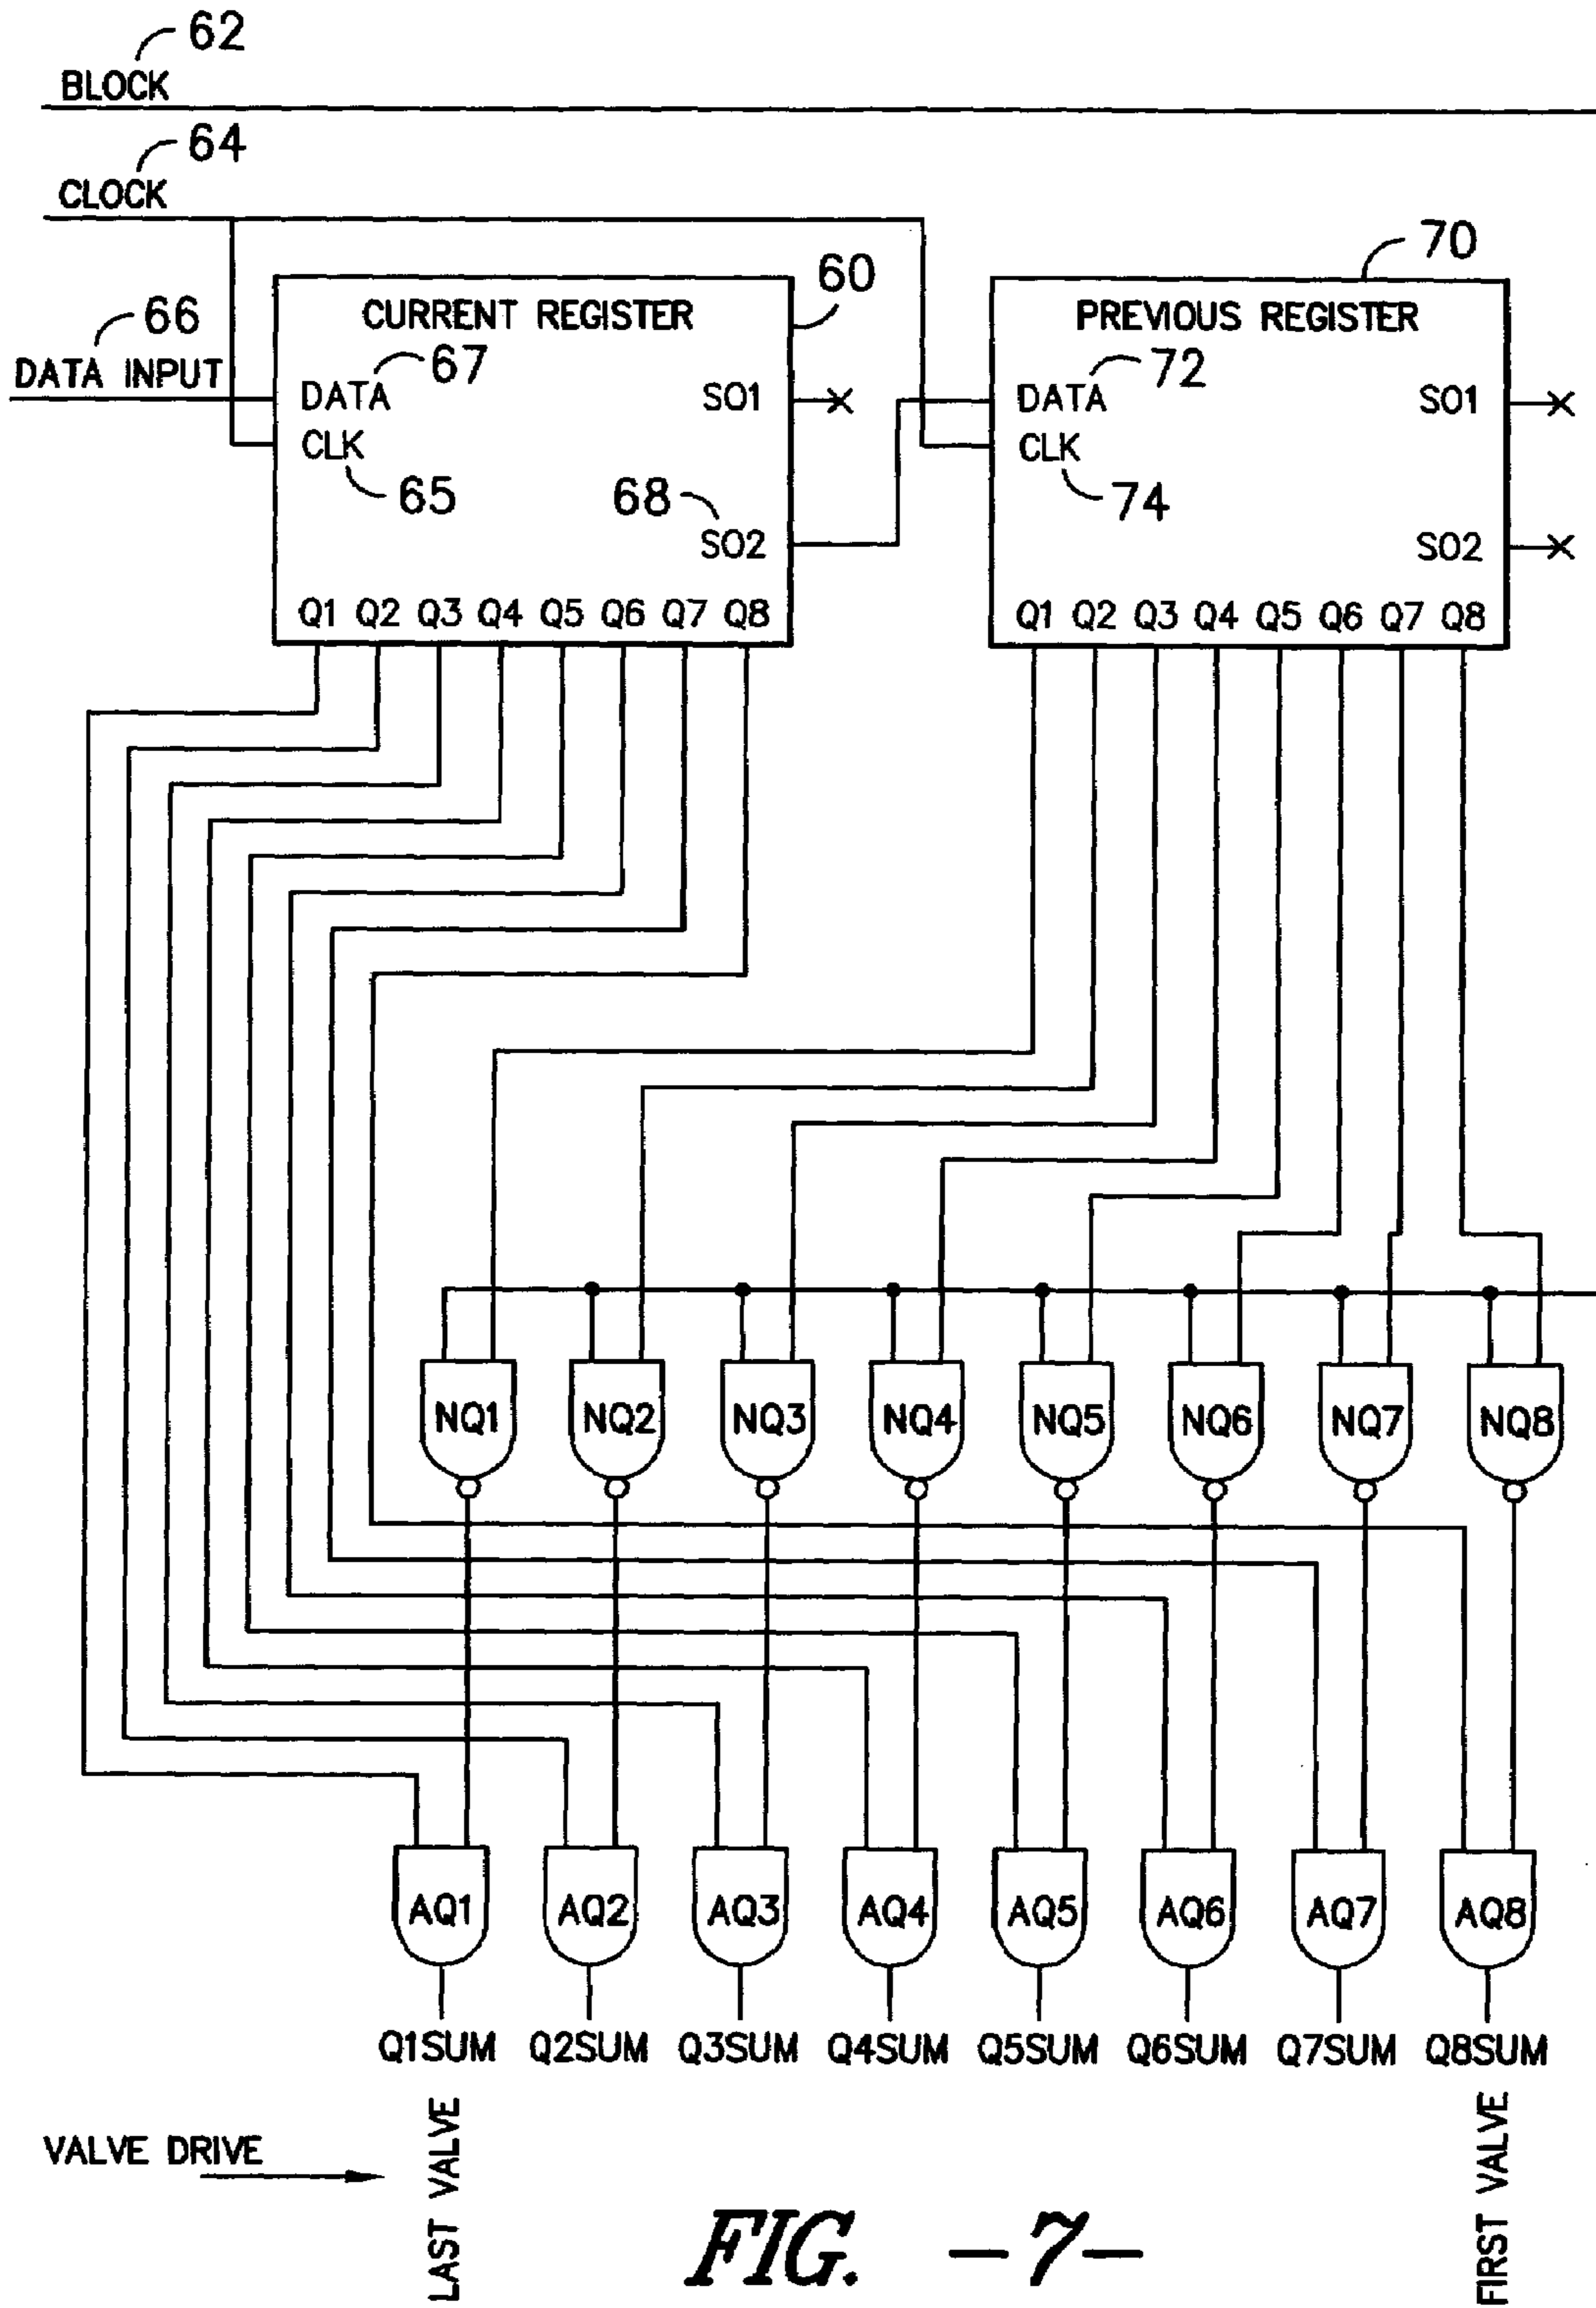 62
BLOCK
64
CLOCK
70
60
66
CURRENT REGISTER
PREVIOUS REGISTER
DATA INPUT
67
72
DATA
SO1
DATA
SO1
CLK
CLK
65
68
74
SO2
SO2
Q1 Q2 Q3 Q4 Q5 Q6 Q7 Q8
Q1 Q2 Q3 Q4 Q5 Q6 Q7 Q8
NQ1 NQ2 NQ3 NQ4 NQ5 NQ6 NQ7 NQ8
AQ1 AQ2 AQ3 AQ4 AQ5 AQ6 AQ7 AQ8
Q1SUM Q2SUM Q3SUM Q4SUM Q5SUM Q6SUM Q7SUM Q8SUM
VALVE DRIVE
LAST VALVE
FIRST VALVE
FIG. -7-